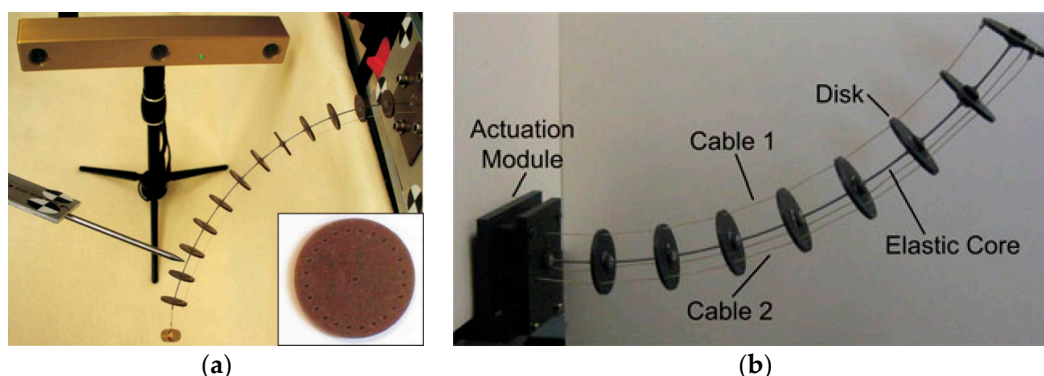 Actuation
Module
Cable 1
Disk
Elastic Core
Cable 2
(a)
(b)